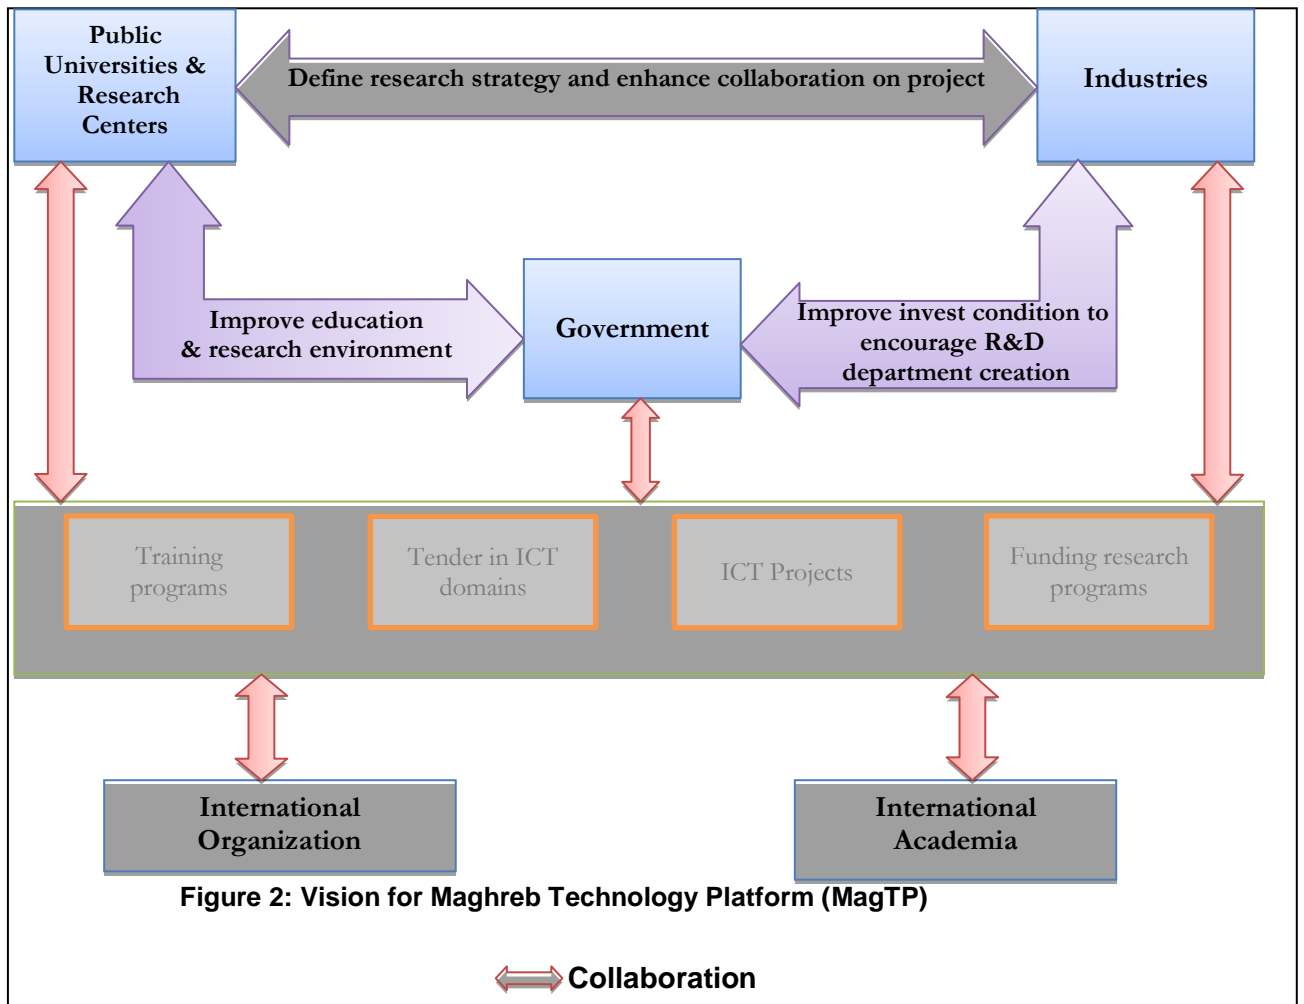 Public
Universities &
Research
Centers
Define research strategy and enhance collaboration on project
Industries
Improve education
& research environment
Government
Improve invest condition to
encourage R&D
department creation
Training
programs
Tender in ICT
domains
ICT Projects
Funding research
programs
International
Organization
International
Academia
Figure 2: Vision for Maghreb Technology Platform (MagTP)
Collaboration